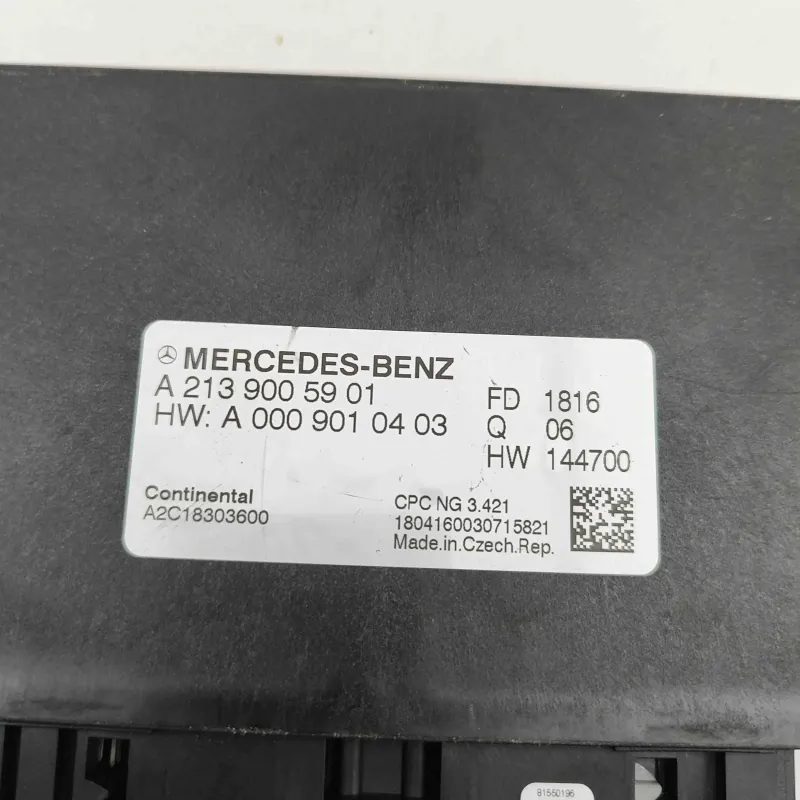 MERCEDES-BENZ
A 213 900 59 01
HW: A 000 901 04 03
FD 1816
Q 06
HW 144700
Continental
A2C18303600
CPC NG 3.421
1804160030715821
Made.in.Czech.Rep.
81550196